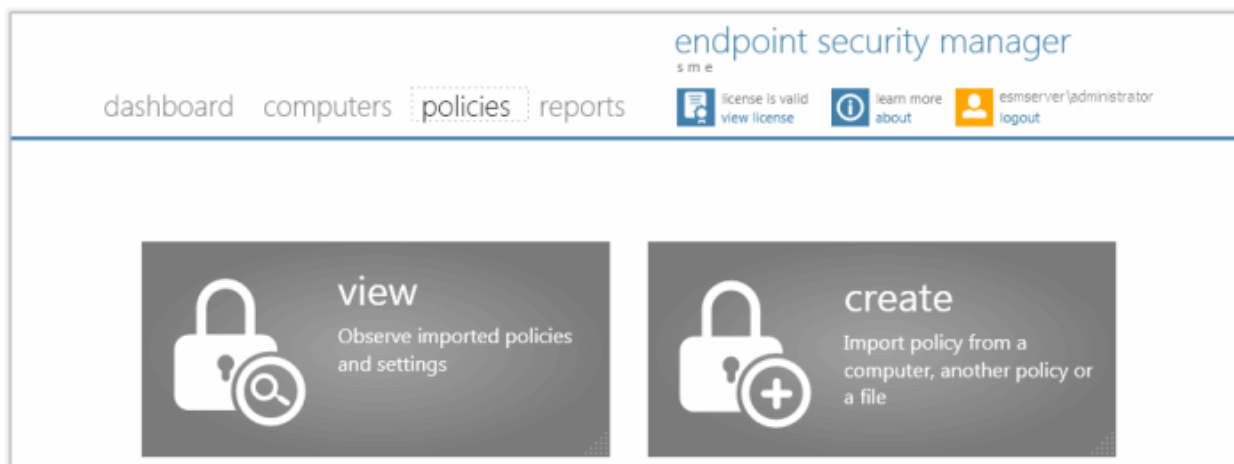 endpoint security manager
s m e
dashboard computers policies reports
license is valid
view license
learn more
about
esmserver\administrator
logout
view
Observe imported policies
and settings
create
Import policy from a
computer, another policy or
a file